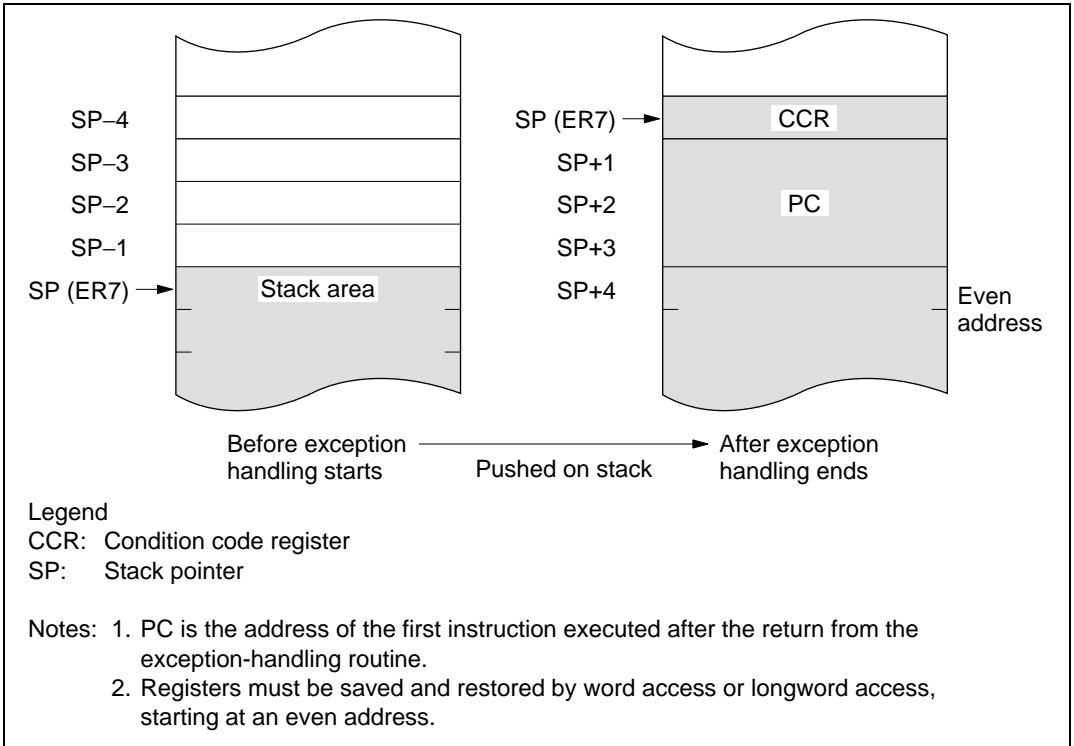 SP−4
SP−3
SP−2
SP−1
SP (ER7)
Stack area
SP (ER7)
SP+1
SP+2
SP+3
SP+4
CCR
PC
Even
address
Before exception
handling starts
Pushed on stack
After exception
handling ends
Legend
CCR: Condition code register
SP: Stack pointer
Notes: 1. PC is the address of the first instruction executed after the return from the
exception-handling routine.
2. Registers must be saved and restored by word access or longword access,
starting at an even address.